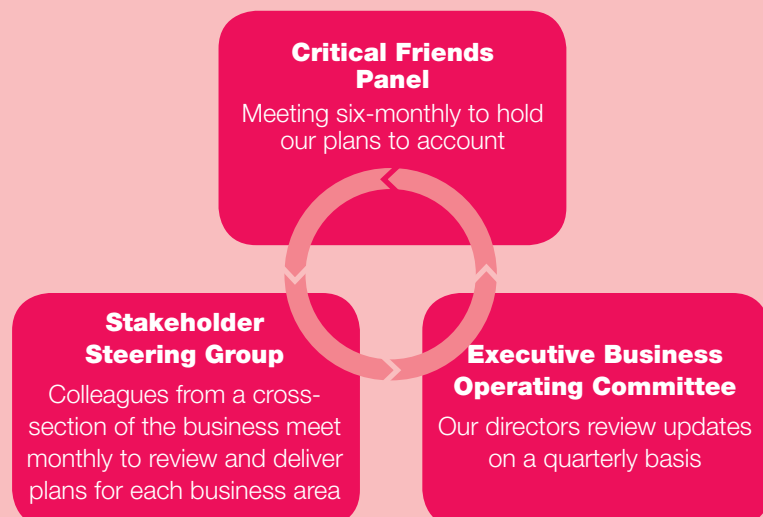 Critical Friends
Panel
Meeting six-monthly to hold
our plans to account
Stakeholder
Steering Group
Colleagues from a cross-
section of the business meet
monthly to review and deliver
plans for each business area
Executive Business
Operating Committee
Our directors review updates
on a quarterly basis